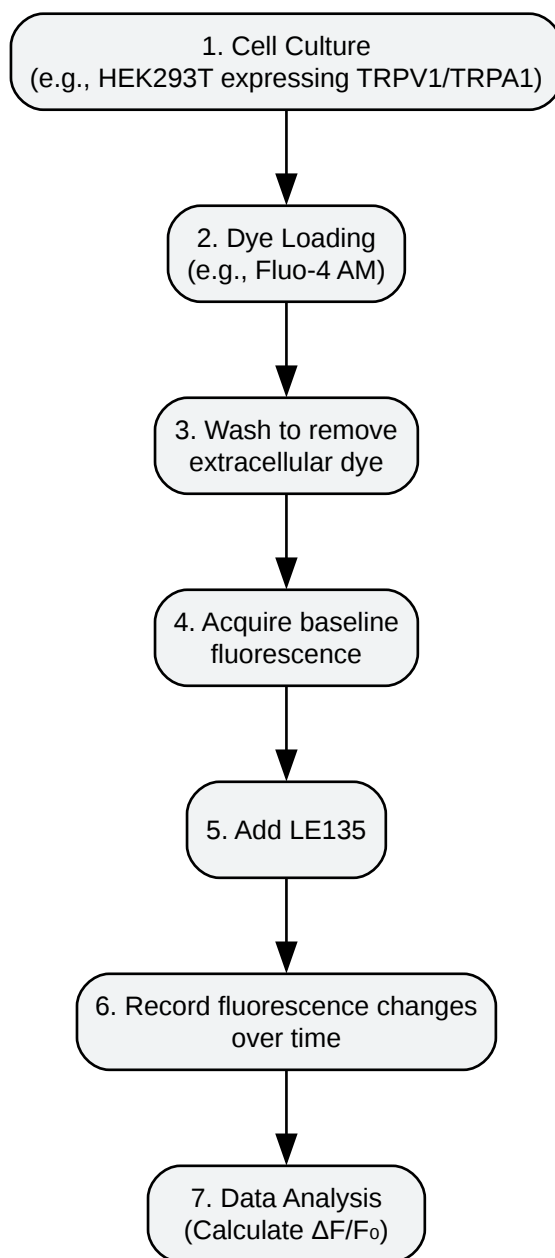 1. Cell Culture
(e.g., HEK293T expressing TRPV1/TRPA1)
2. Dye Loading
(e.g., Fluo-4 AM)
3. Wash to remove
extracellular dye
4. Acquire baseline
fluorescence
5. Add LE135
6. Record fluorescence changes
over time
7. Data Analysis
(Calculate ΔF/F₀)